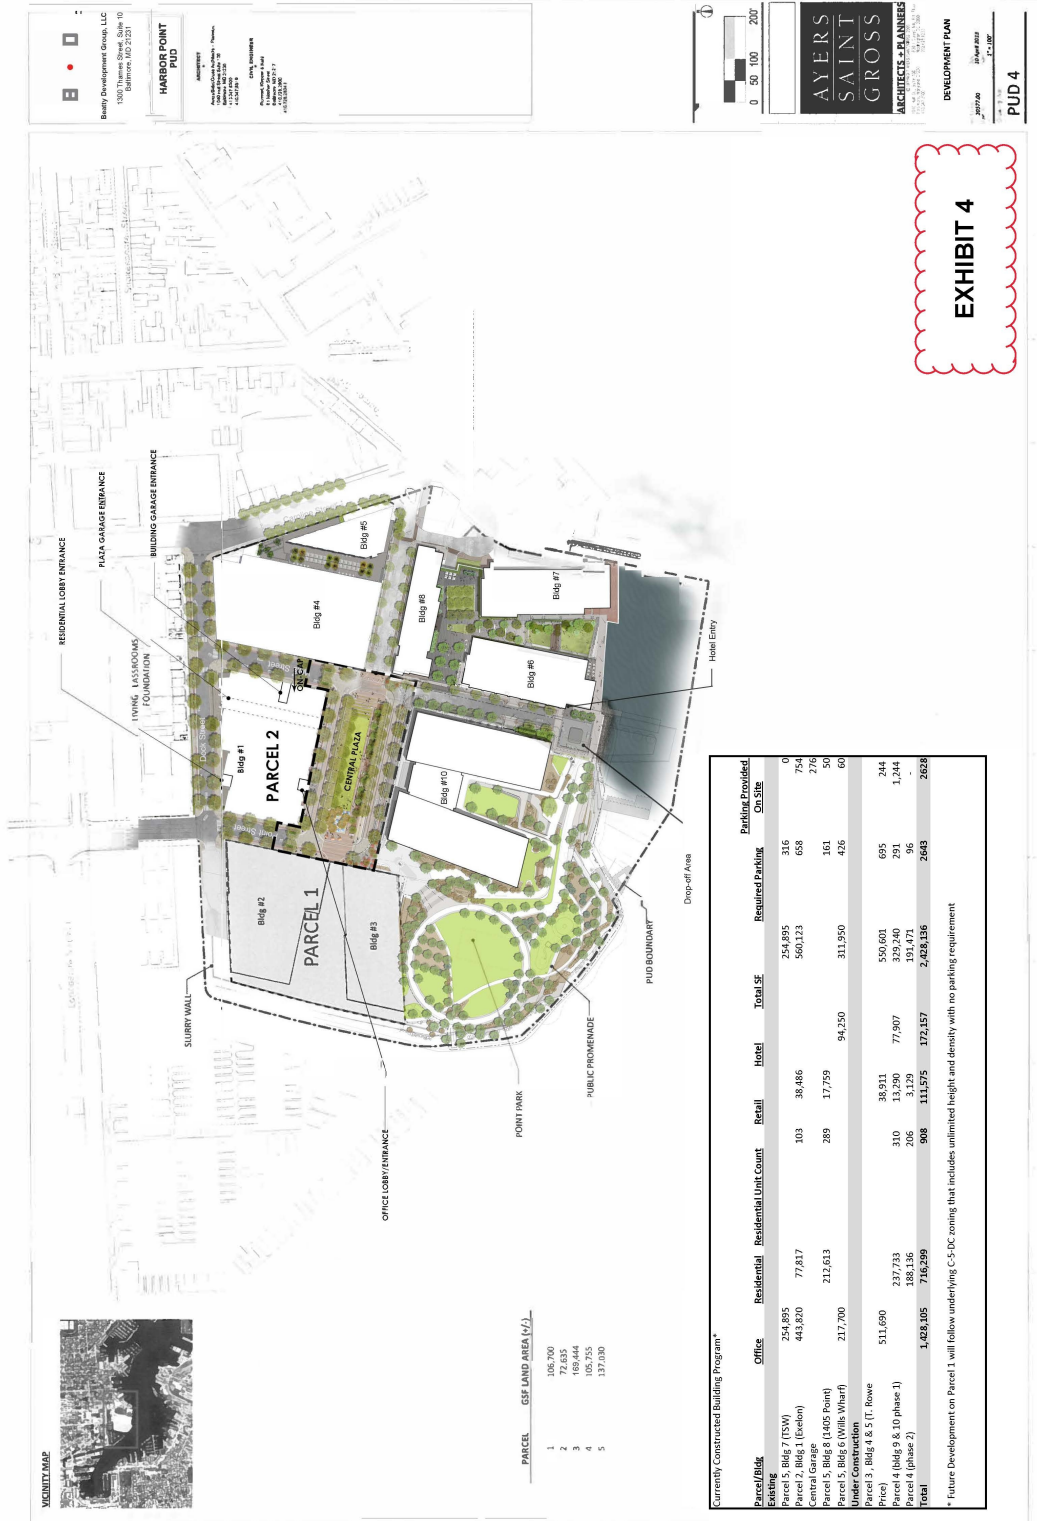 Beatty Development Group, LLC
1300 Thames Street, Suite 10
Baltimore, MD 21231
HARBOR POINT
PUD
ARCHITECT
CIVIL ENGINEER
0 50 100 200'
AYERS
SAINT
GROSS
ARCHITECTS + PLANNERS
DEVELOPMENT PLAN
10 April 2023
1" = 100'
PUD 4
EXHIBIT 4
RESIDENTIAL LOBBY ENTRANCE
PLAZA GARAGE ENTRANCE
BUILDING GARAGE ENTRANCE
FOUNDATION
Dock Street
Street
Bldg #1
PARCEL 2
ON-CAP
CENTRAL PLAZA
Bldg #2
PARCEL 1
Bldg #3
Bldg #4
Bldg #5
Bldg #8
Bldg #7
Bldg #6
Bldg #10
Hotel Entry
Drop-off Area
PUD BOUNDARY
PUBLIC PROMENADE
POINT PARK
SLURRY WALL
OFFICE LOBBY/ENTRANCE
VICINITY MAP
PARCEL GSF LAND AREA (+/-)
1 106,700
2 72,635
3 169,444
4 105,755
5 137,030
Currently Constructed Building Program*
Parcel/Bldg Office Residential Residential Unit Count Retail Hotel Total SF Required Parking Parking Provided On Site
Existing
Parcel 5, Bldg 7 (TSW) 254,895 254,895 316 0
Parcel 2, Bldg 1 (Exelon) 443,820 77,817 103 38,486 560,123 658 754
Central Garage 276
Parcel 5, Bldg 8 (1405 Point) 212,613 289 17,759 161 50
Parcel 5, Bldg 6 (Wills Wharf) 217,700 94,250 311,950 426 60
Under Construction
Parcel 3 , Bldg 4 & 5 (T. Rowe
Price) 511,690 38,911 550,601 695 244
Parcel 4 (bldg 9 & 10 phase 1) 237,733 310 13,290 77,907 329,240 291 1,244
Parcel 4 (phase 2) 188,136 206 3,129 191,471 96 -
Total 1,428,105 716,299 908 111,575 172,157 2,428,136 2643 2628
* Future Development on Parcel 1 will follow underlying C-5-DC zoning that includes unlimited height and density with no parking requirement